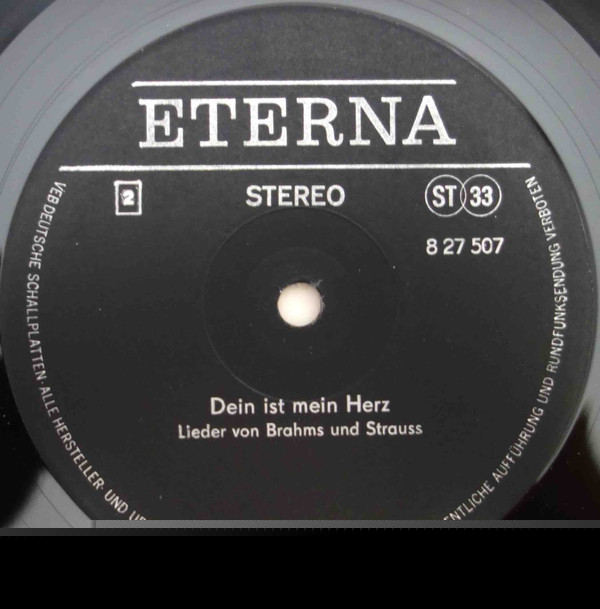 ETERNA
2 STEREO ST 33
8 27 507
Dein ist mein Herz
Lieder von Brahms und Strauss
VEB DEUTSCHE SCHALLPLATTEN · ALLE HERSTELLER- UND
AUFFÜHRUNG UND RUNDFUNKSENDUNG VERBOTEN